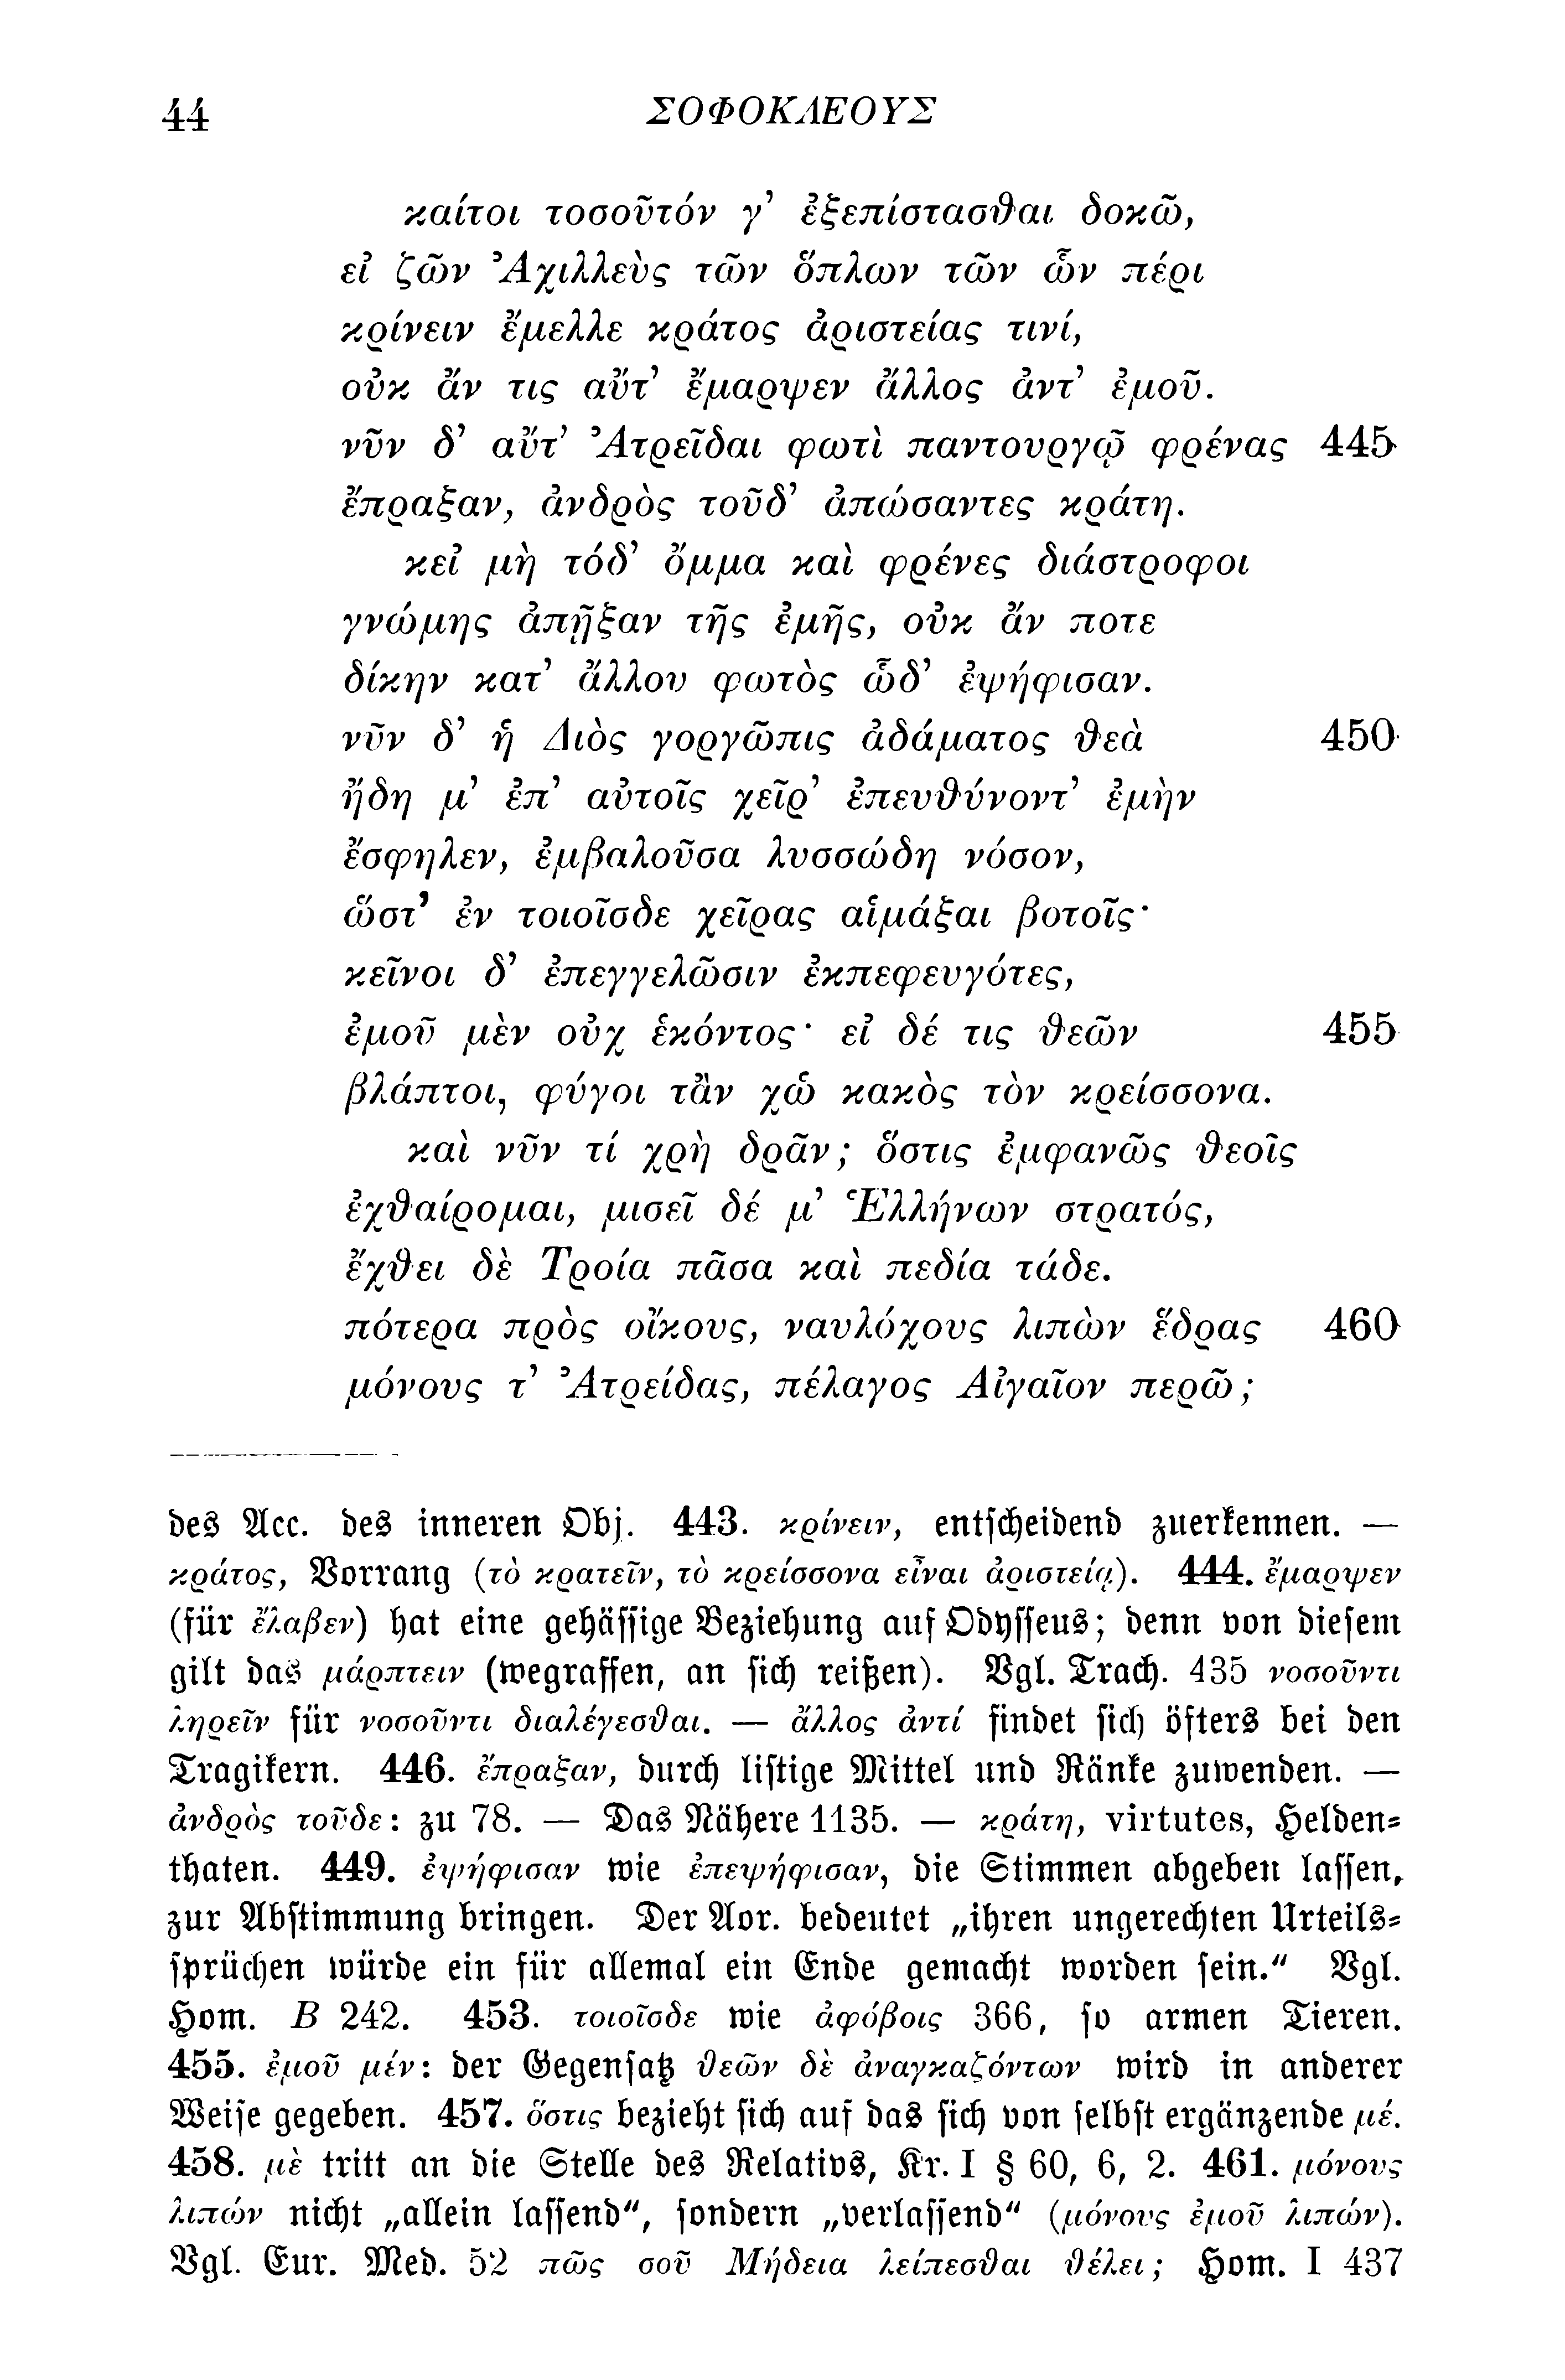 44 ΣΟΦΟΚΛΕΟΥΣ
καίτοι τοσοῦτόν γ’ ἐξεπίστασθαι δοκῶ,
εἰ ζῶν Ἀχιλλεὺς τῶν ὅπλων τῶν ὧν πέρι
κρίνειν ἔμελλε κράτος ἀριστείας τινί,
οὐκ ἄν τις αὔτ’ ἔμαρψεν ἄλλος ἀντ’ ἐμοῦ.
νῦν δ’ αὔτ’ Ἀτρεῖδαι φωτὶ παντουργῷ φρένας 445
ἔπραξαν, ἀνδρὸς τοῦδ’ ἀπώσαντες κράτη.
κεἰ μὴ τόδ’ ὄμμα καὶ φρένες διάστροφοι
γνώμης ἀπῇξαν τῆς ἐμῆς, οὐκ ἄν ποτε
δίκην κατ’ ἄλλου φωτὸς ὧδ’ ἐψήφισαν.
νῦν δ’ ἡ Διὸς γοργῶπις ἀδάματος θεὰ 450
ἤδη μ’ ἐπ’ αὐτοῖς χεῖρ’ ἐπευθύνοντ’ ἐμὴν
ἔσφηλεν, ἐμβαλοῦσα λυσσώδη νόσον,
ὥστ’ ἐν τοιοῖσδε χεῖρας αἱμάξαι βοτοῖς·
κεῖνοι δ’ ἐπεγγελῶσιν ἐκπεφευγότες,
ἐμοῦ μὲν οὐχ ἑκόντος· εἰ δέ τις θεῶν 455
βλάπτοι, φύγοι τἂν χὠ κακὸς τὸν κρείσσονα.
καὶ νῦν τί χρὴ δρᾶν; ὅστις ἐμφανῶς θεοῖς
ἐχθαίρομαι, μισεῖ δέ μ’ Ἑλλήνων στρατός,
ἔχθει δὲ Τροία πᾶσα καὶ πεδία τάδε.
πότερα πρὸς οἴκους, ναυλόχους λιπὼν ἕδρας 460
μόνους τ’ Ἀτρείδας, πέλαγος Αἰγαῖον περῶ;
des Acc. des inneren Obj. 443. κρίνειν, entscheidend zuerkennen. —
κράτος, Vorrang (τὸ κρατεῖν, τὸ κρείσσονα εἶναι ἀριστείᾳ). 444. ἔμαρψεν
(für ἔλαβεν) hat eine gehässige Beziehung auf Odysseus; denn von diesem
gilt das μάρπτειν (wegraffen, an sich reißen). Vgl. Trach. 435 νοσοῦντι
ληρεῖν für νοσοῦντι διαλέγεσθαι. — ἄλλος ἀντί findet sich öfters bei den
Tragikern. 446. ἔπραξαν, durch listige Mittel und Ränke zuwenden. —
ἀνδρὸς τοῦδε: zu 78. — Das Nähere 1135. — κράτη, virtutes, Helden-
thaten. 449. ἐψήφισαν wie ἐπεψήφισαν, die Stimmen abgeben lassen,
zur Abstimmung bringen. Der Aor. bedeutet „ihren ungerechten Urteils-
sprüchen würde ein für allemal ein Ende gemacht worden sein.“ Vgl.
Hom. B 242. 453. τοιοῖσδε wie ἀφόβοις 366, so armen Tieren.
455. ἐμοῦ μέν: der Gegensatz θεῶν δὲ ἀναγκαζόντων wird in anderer
Weise gegeben. 457. ὅστις bezieht sich auf das sich von selbst ergänzende μέ.
458. μὲ tritt an die Stelle des Relativs, Kr. I § 60, 6, 2. 461. μόνους
λιπών nicht „allein lassend“, sondern „verlassend“ (μόνους ἐμοῦ λιπών).
Vgl. Eur. Med. 52 πῶς σοῦ Μήδεια λείπεσθαι θέλει; Hom. I 437